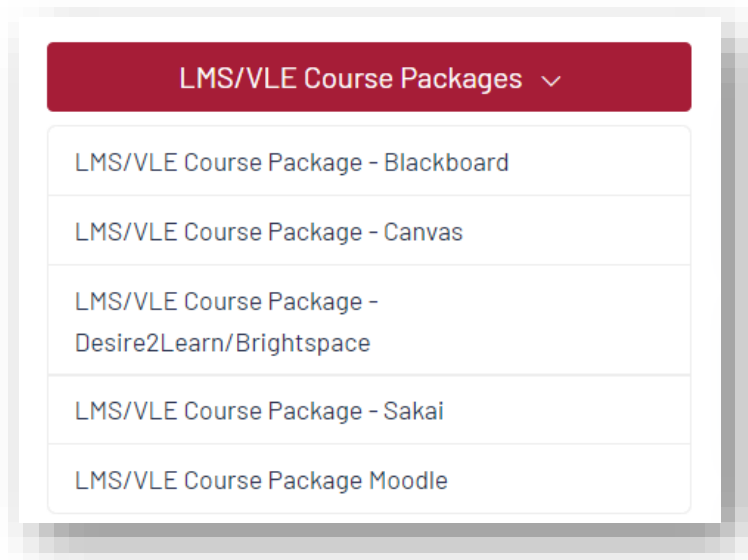 LMS/VLE Course Packages
LMS/VLE Course Package - Blackboard
LMS/VLE Course Package - Canvas
LMS/VLE Course Package -
Desire2Learn/Brightspace
LMS/VLE Course Package - Sakai
LMS/VLE Course Package Moodle